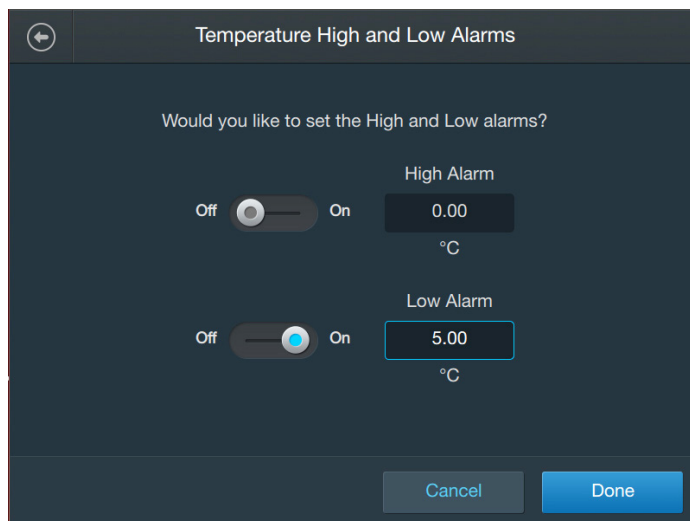 Temperature High and Low Alarms
Would you like to set the High and Low alarms?
High Alarm
Off On 0.00
°C
Low Alarm
Off On 5.00
°C
Cancel Done